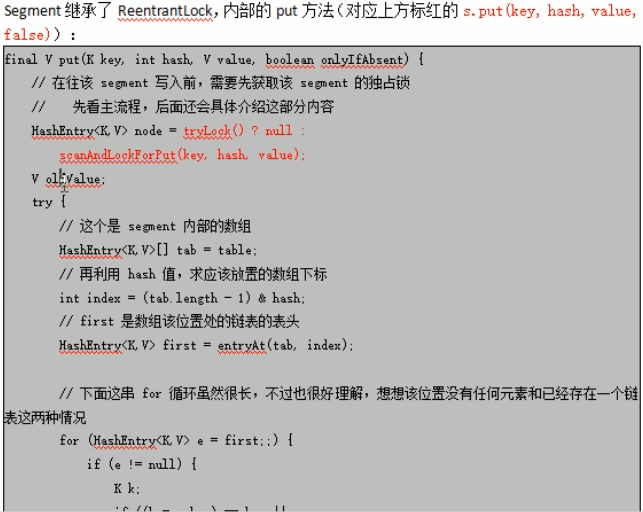 Segment 继承了 ReentrantLock，内部的 put 方法（对应上方标红的 s.put(key, hash, value,
false)）：
final V put(K key, int hash, V value, boolean onlyIfAbsent) {
// 在往该 segment 写入前，需要先获取该 segment 的独占锁
//    先看主流程，后面还会具体介绍这部分内容
HashEntry<K,V> node = tryLock() ? null :
scanAndLockForPut(key, hash, value);
V oldValue;
try {
// 这个是 segment 内部的数组
HashEntry<K,V>[] tab = table;
// 再利用 hash 值，求应该放置的数组下标
int index = (tab.length - 1) & hash;
// first 是数组该位置处的链表的表头
HashEntry<K,V> first = entryAt(tab, index);
// 下面这串 for 循环虽然很长，不过也很好理解，想想该位置没有任何元素和已经存在一个链
表这两种情况
for (HashEntry<K,V> e = first;;) {
if (e != null) {
K k;